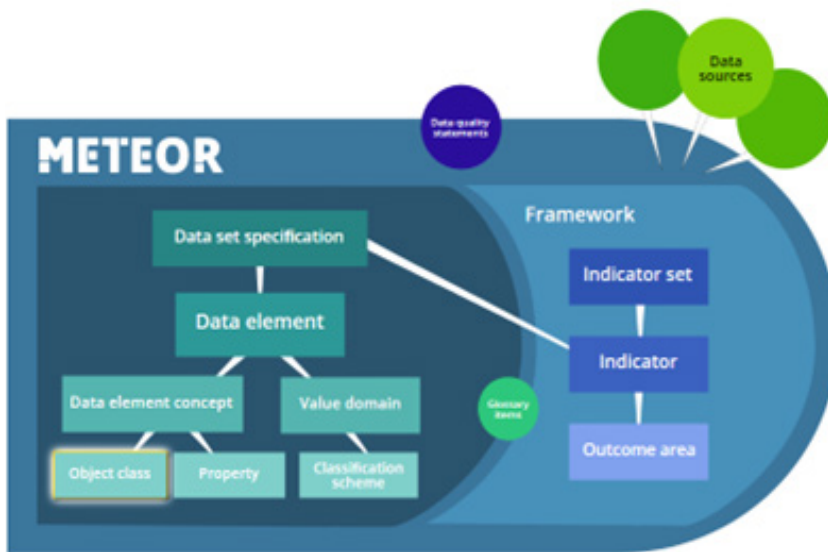 Data
sources
Data quality
statements
METEOR
Framework
Data set specification
Indicator set
Data element
Indicator
Data element concept
Value domain
Glossary
items
Outcome area
Object class
Property
Classification
scheme